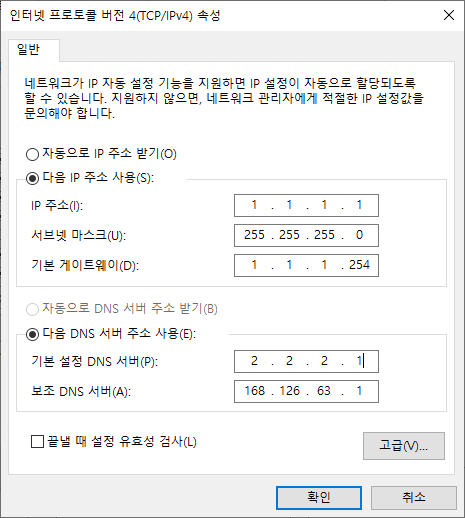 인터넷 프로토콜 버전 4(TCP/IPv4) 속성
일반
네트워크가 IP 자동 설정 기능을 지원하면 IP 설정이 자동으로 할당되도록
할 수 있습니다. 지원하지 않으면, 네트워크 관리자에게 적절한 IP 설정값을
문의해야 합니다.
자동으로 IP 주소 받기(O)
다음 IP 주소 사용(S):
IP 주소(I): 1 . 1 . 1 . 1
서브넷 마스크(U): 255 . 255 . 255 . 0
기본 게이트웨이(D): 1 . 1 . 1 . 254
자동으로 DNS 서버 주소 받기(B)
다음 DNS 서버 주소 사용(E):
기본 설정 DNS 서버(P): 2 . 2 . 2 . 1
보조 DNS 서버(A): 168 . 126 . 63 . 1
끝낼 때 설정 유효성 검사(L)
고급(V)...
확인 취소